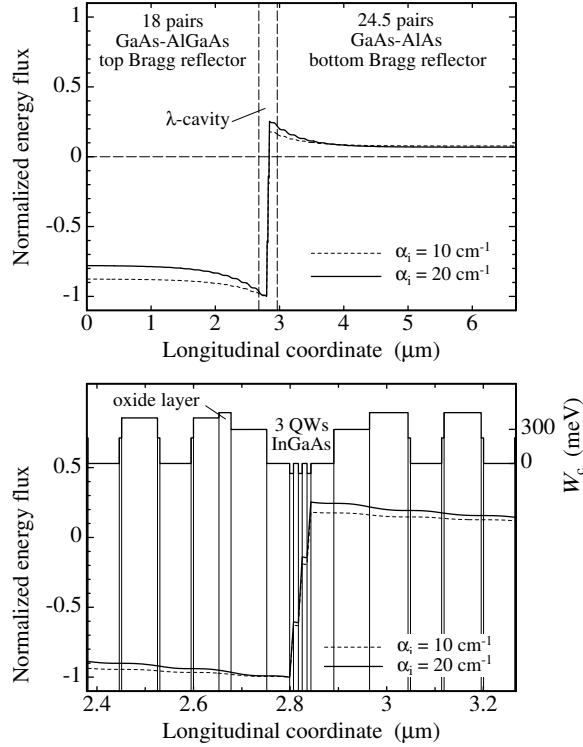 18 pairs
GaAs-AlGaAs
top Bragg reflector
24.5 pairs
GaAs-AlAs
bottom Bragg reflector
λ-cavity
Normalized energy flux
1
0.5
0
-0.5
-1
αi = 10 cm-1
αi = 20 cm-1
0 1 2 3 4 5 6
Longitudinal coordinate (μm)
oxide layer
3 QWs
InGaAs
300
0
Wc (meV)
Normalized energy flux
0.5
0
-0.5
-1
αi = 10 cm-1
αi = 20 cm-1
2.4 2.6 2.8 3 3.2
Longitudinal coordinate (μm)